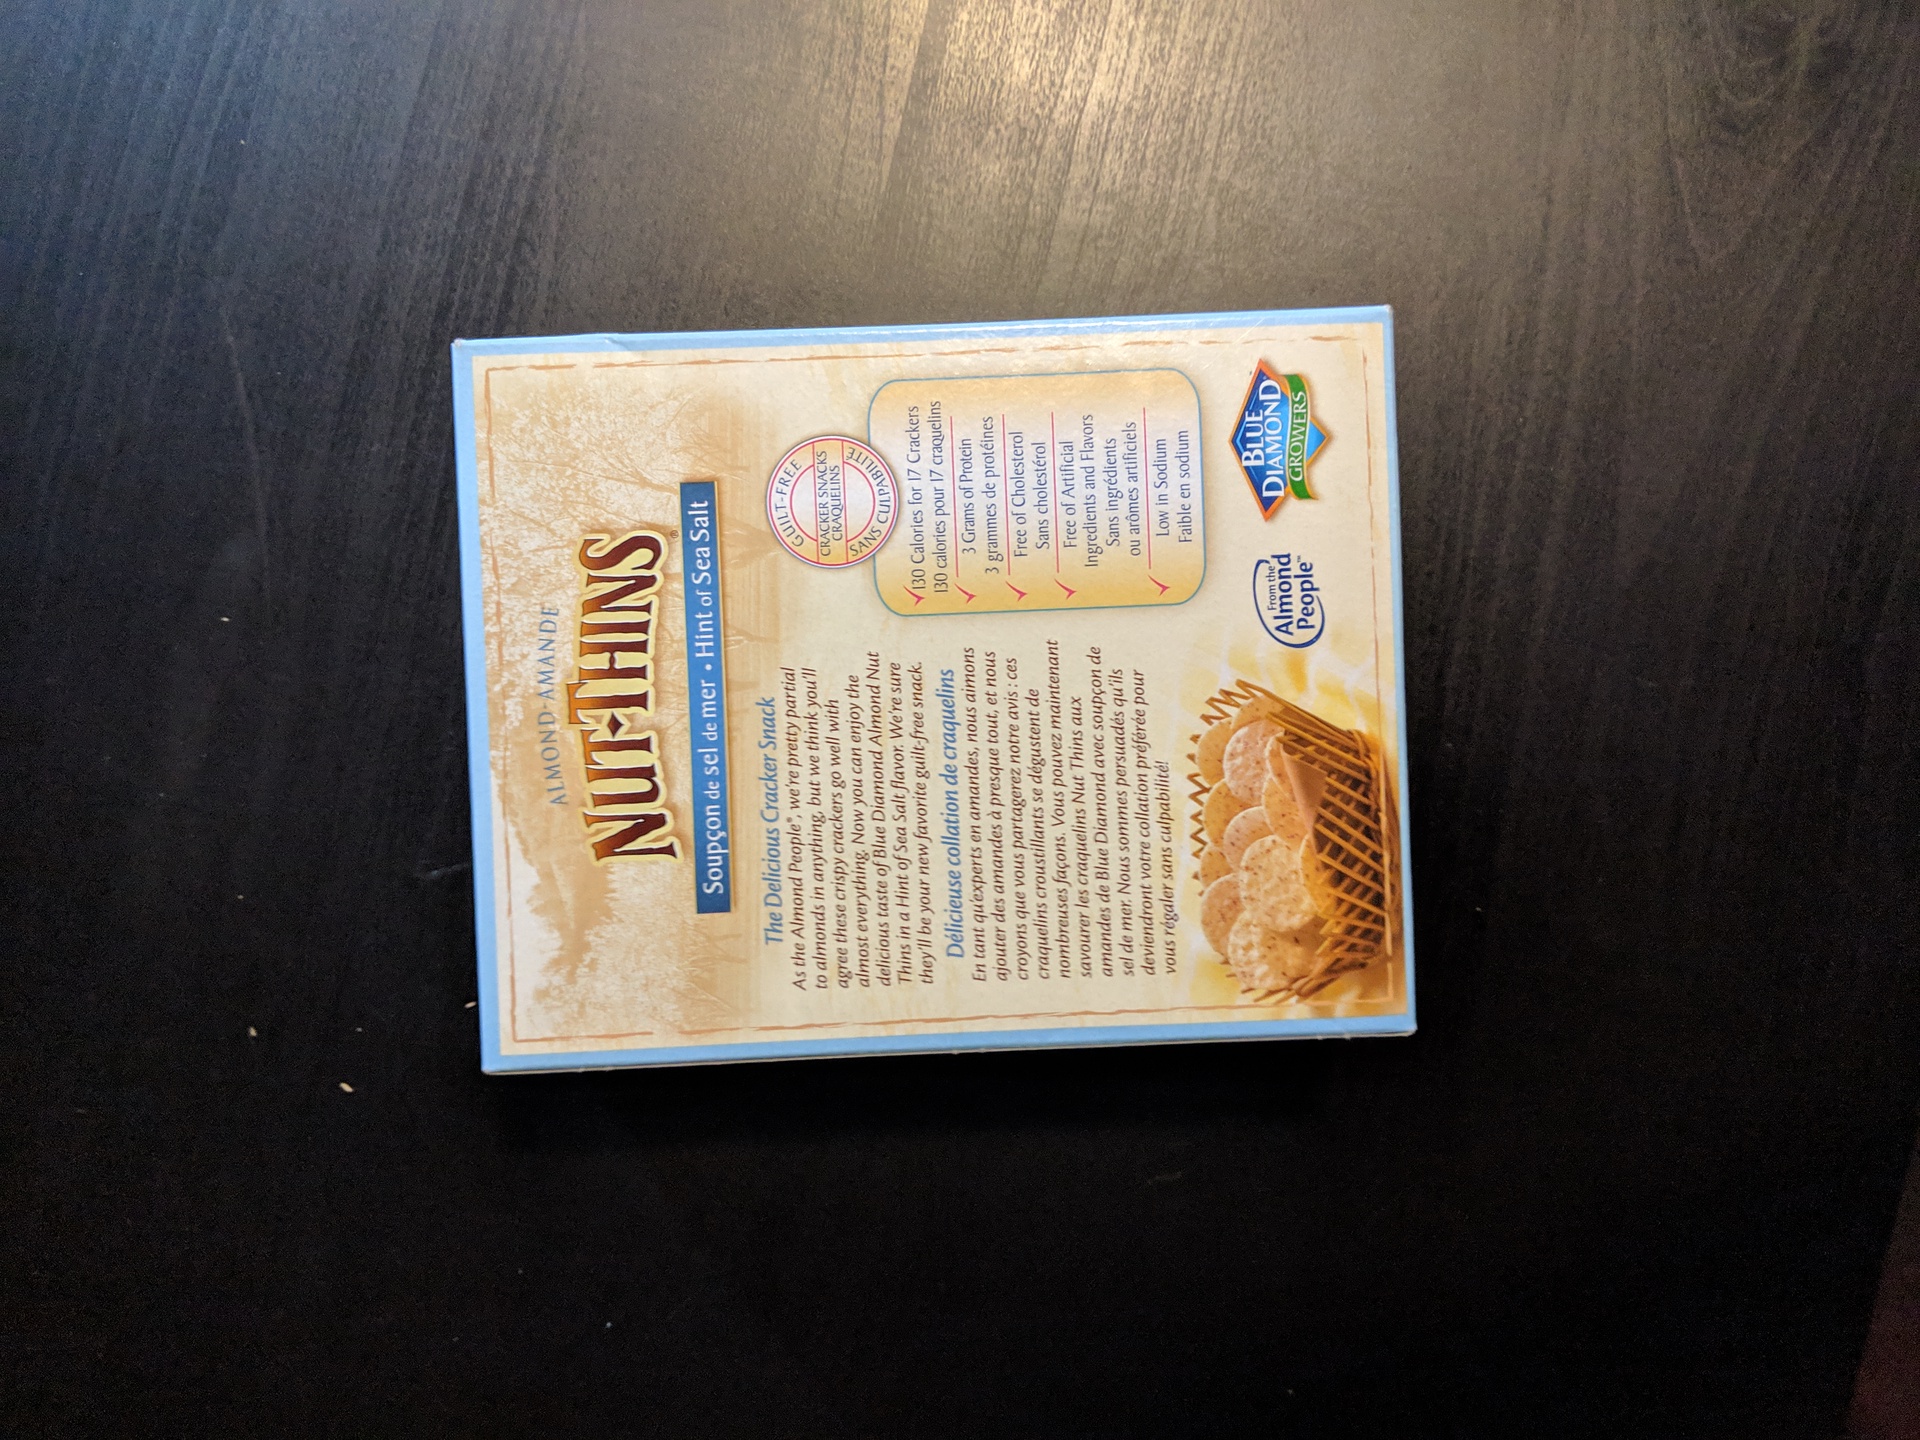 ALMOND·AMANDE
NUT·THINS®
Soupçon de sel de mer • Hint of Sea Salt
The Delicious Cracker Snack
As the Almond People®, we're pretty partial
to almonds in anything, but we think you'll
agree these crispy crackers go well with
almost everything. Now you can enjoy the
delicious taste of Blue Diamond Almond Nut
Thins in a Hint of Sea Salt flavor. We're sure
they'll be your new favorite guilt-free snack.
Délicieuse collation de craquelins
En tant qu'experts en amandes, nous aimons
ajouter des amandes à presque tout, et nous
croyons que vous partagerez notre avis : ces
craquelins croustillants se dégustent de
nombreuses façons. Vous pouvez maintenant
savourer les craquelins Nut Thins aux
amandes de Blue Diamond avec soupçon de
sel de mer. Nous sommes persuadés qu'ils
deviendront votre collation préférée pour
vous régaler sans culpabilité!
GUILT-FREE
CRACKER SNACKS
CRAQUELINS
SANS CULPABILITÉ
130 Calories for 17 Crackers
130 calories pour 17 craquelins
3 Grams of Protein
3 grammes de protéines
Free of Cholesterol
Sans cholestérol
Free of Artificial
Ingredients and Flavors
Sans ingrédients
ou arômes artificiels
Low in Sodium
Faible en sodium
From the
Almond
People™
BLUE
DIAMOND
GROWERS